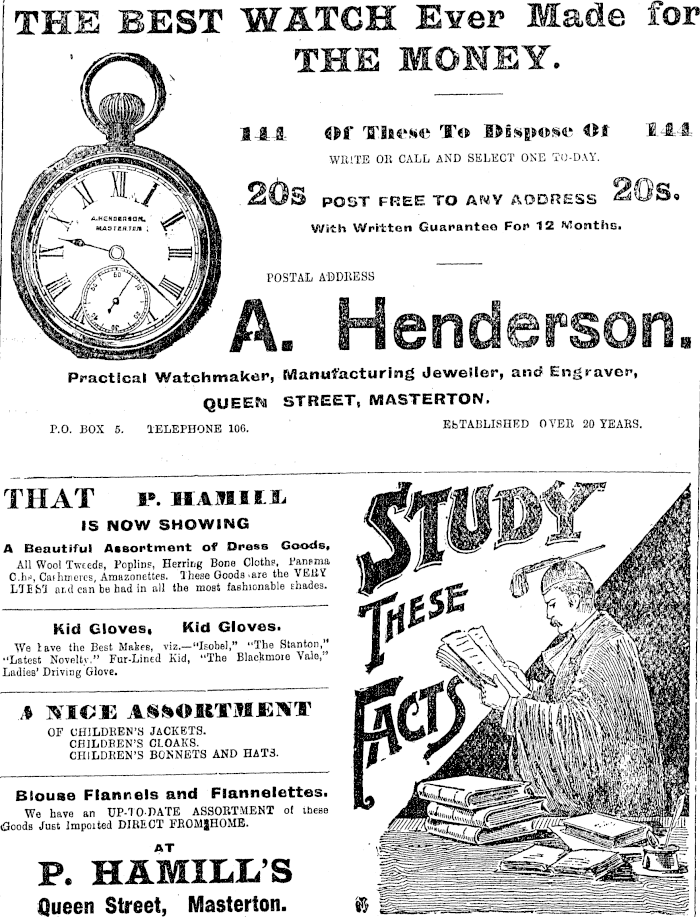 THE BEST WATCH Ever Made for
THE MONEY.
A. HENDERSON,
MASTERTON
60
144 Of These To Dispose Of 144
WRITE OR CALL AND SELECT ONE TO-DAY.
20s POST FREE TO ANY ADDRESS 20s.
With Written Guarantee For 12 Months.
POSTAL ADDRESS
A. Henderson,
Practical Watchmaker, Manufacturing Jeweller, and Engraver,
QUEEN STREET, MASTERTON.
P.O. BOX 5. TELEPHONE 106. ESTABLISHED OVER 20 YEARS.
THAT P. HAMILL
IS NOW SHOWING
A Beautiful Assortment of Dress Goods,
All Wool Tweeds, Poplins, Herring Bone Cloths, Panama
Cashmeres, Amazonettes. These Goods are the VERY
and can be had in all the most fashionable shades.
Kid Gloves, Kid Gloves.
We have the Best Makes, viz.—"Isobel," "The Stanton,"
"Latest Novelty." Fur-Lined Kid, "The Blackmore Vale,"
Ladies' Driving Glove.
A NICE ASSORTMENT
OF CHILDREN'S JACKETS.
CHILDREN'S CLOAKS.
CHILDREN'S BONNETS AND HATS.
Blouse Flannels and Flannelettes.
We have an UP-TO-DATE ASSORTMENT of these
Goods Just Imported DIRECT FROM HOME.
AT
P. HAMILL'S
Queen Street, Masterton.
STUDY
THESE
FACTS